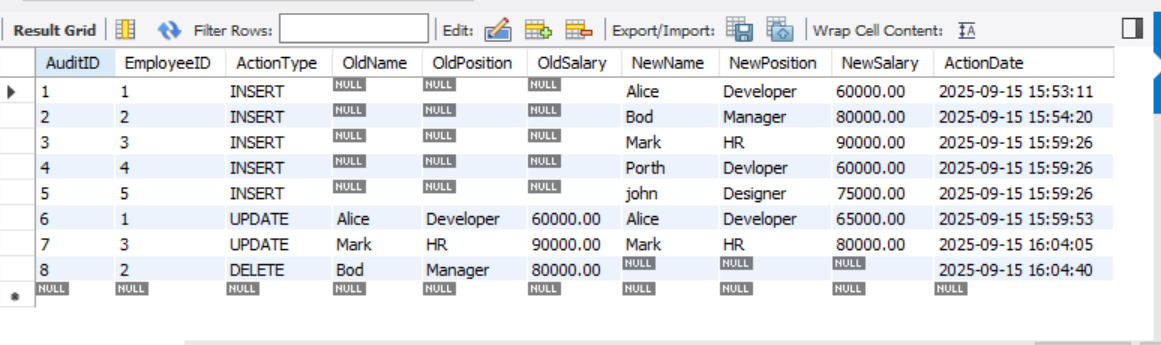 Result Grid Filter Rows: Edit: Export/Import: Wrap Cell Content: IA
AuditID EmployeeID ActionType OldName OldPosition OldSalary NewName NewPosition NewSalary ActionDate
1 1 INSERT NULL NULL NULL Alice Developer 60000.00 2025-09-15 15:53:11
2 2 INSERT NULL NULL NULL Bod Manager 80000.00 2025-09-15 15:54:20
3 3 INSERT NULL NULL NULL Mark HR 90000.00 2025-09-15 15:59:26
4 4 INSERT NULL NULL NULL Porth Devloper 60000.00 2025-09-15 15:59:26
5 5 INSERT NULL NULL NULL john Designer 75000.00 2025-09-15 15:59:26
6 1 UPDATE Alice Developer 60000.00 Alice Developer 65000.00 2025-09-15 15:59:53
7 3 UPDATE Mark HR 90000.00 Mark HR 80000.00 2025-09-15 16:04:05
8 2 DELETE Bod Manager 80000.00 NULL NULL NULL 2025-09-15 16:04:40
NULL NULL NULL NULL NULL NULL NULL NULL NULL NULL